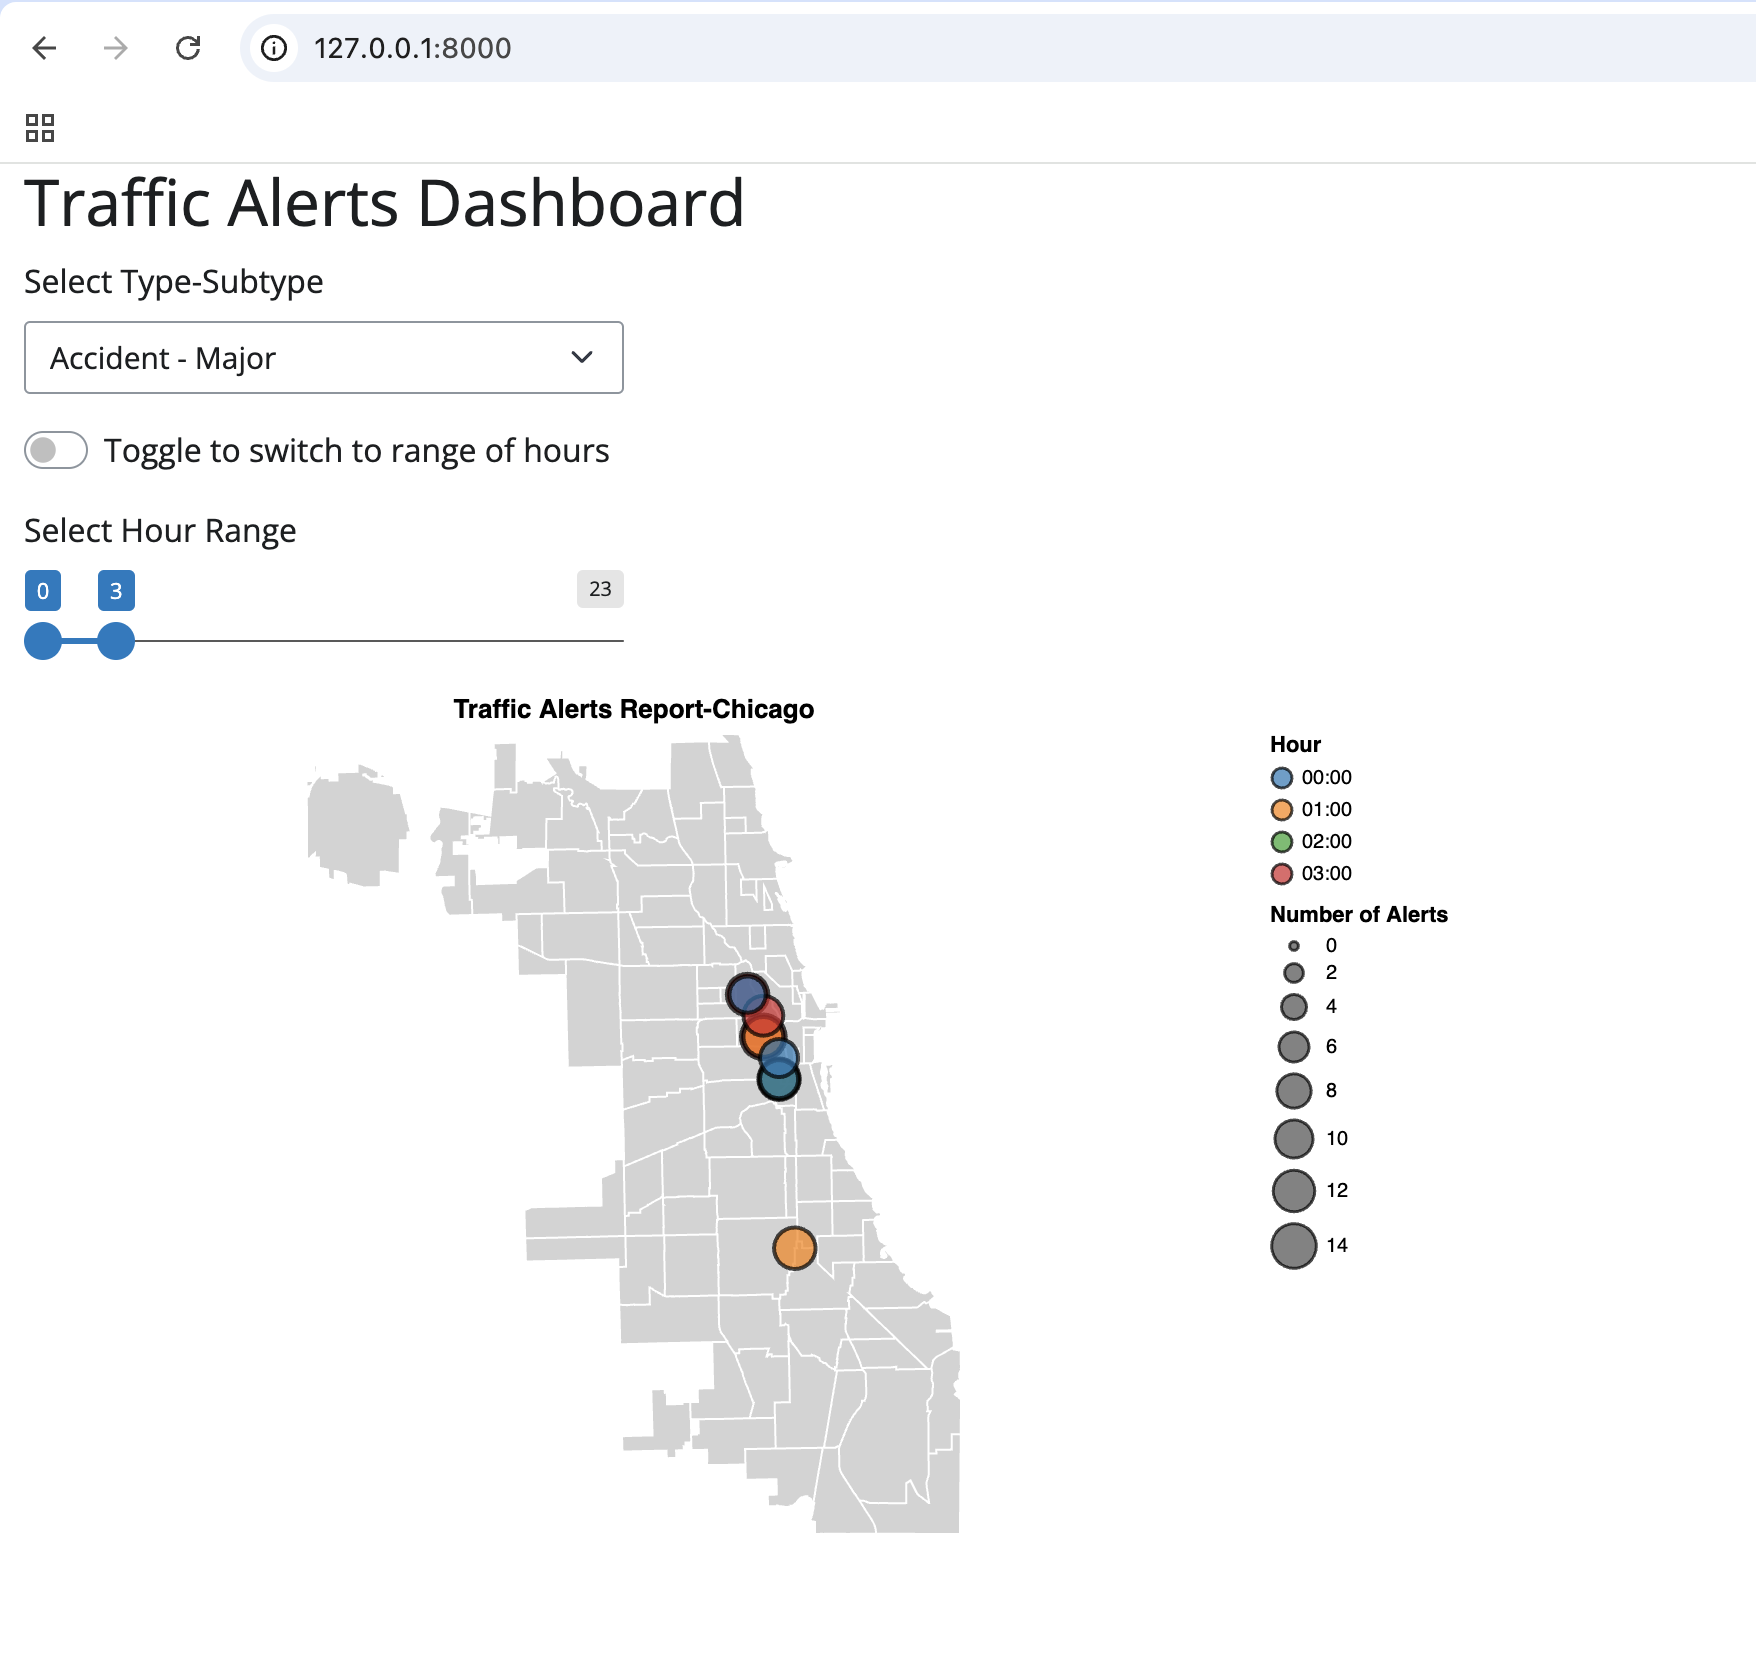 127.0.0.1:8000
Traffic Alerts Dashboard
Select Type-Subtype
Accident - Major
Toggle to switch to range of hours
Select Hour Range
0 3 23
Traffic Alerts Report-Chicago
Hour
00:00
01:00
02:00
03:00
Number of Alerts
0
2
4
6
8
10
12
14